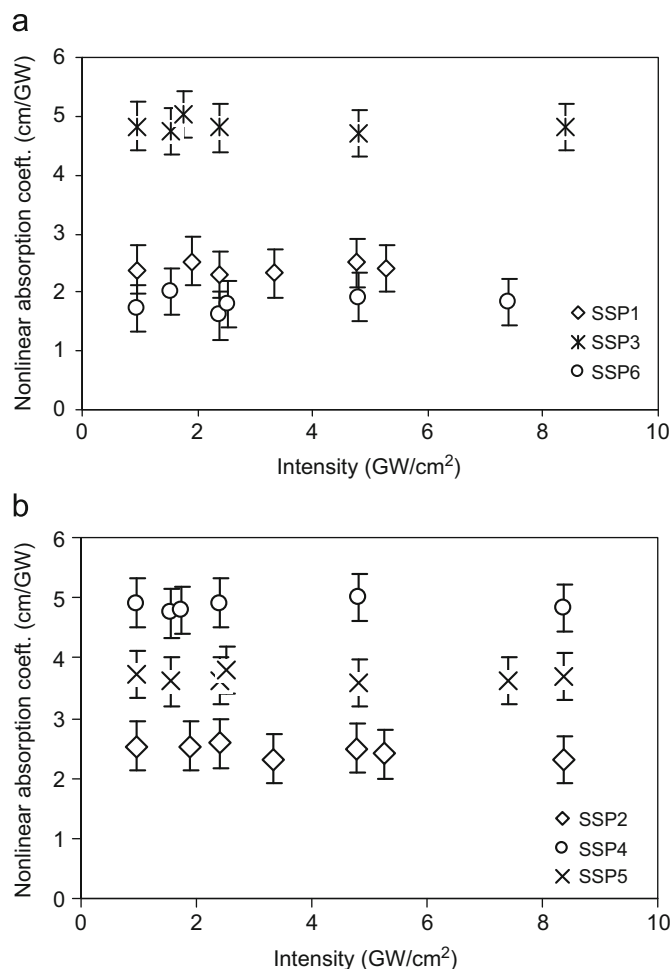 a
6
5
4
3
2
1
0
Nonlinear absorption coeft. (cm/GW)
SSP1
SSP3
SSP6
0 2 4 6 8 10
Intensity (GW/cm²)
b
6
5
4
3
2
1
0
Nonlinear absorption coeft. (cm/GW)
SSP2
SSP4
SSP5
0 2 4 6 8 10
Intensity (GW/cm²)